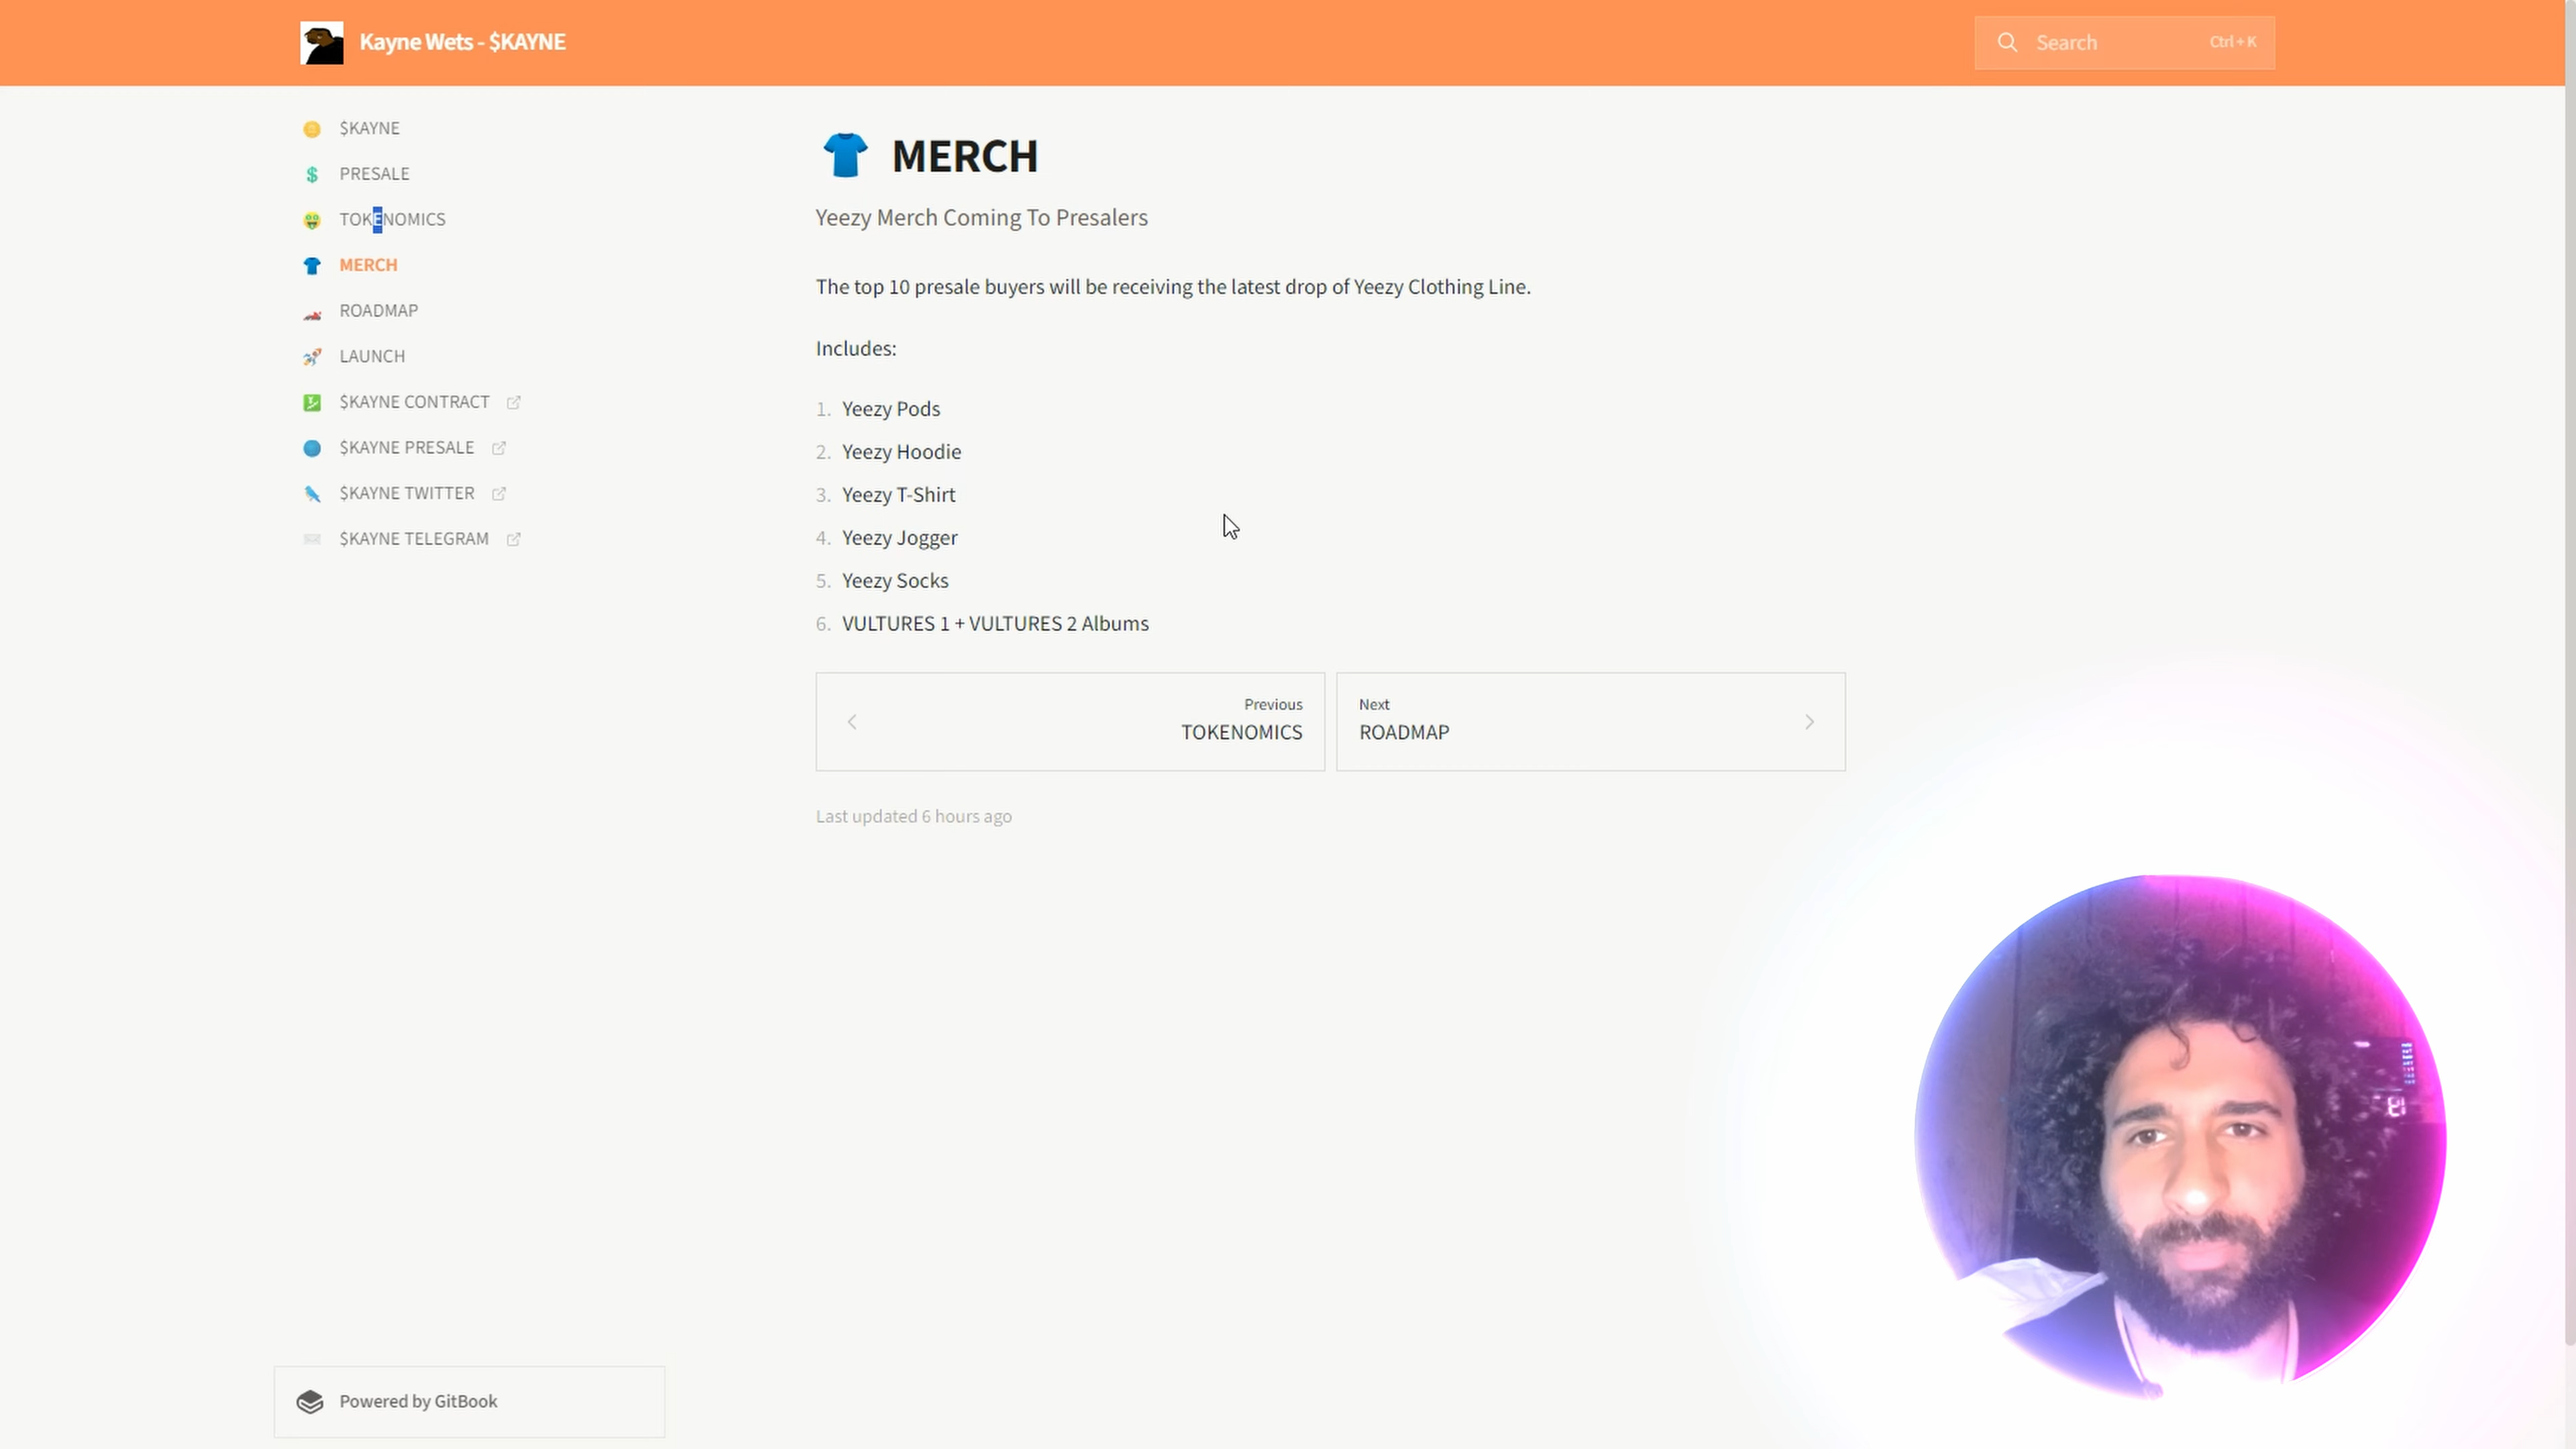 Kayne Wets - $KAYNE
Search
Ctrl + K
$KAYNE
PRESALE
TOKENOMICS
MERCH
ROADMAP
LAUNCH
$KAYNE CONTRACT
$KAYNE PRESALE
$KAYNE TWITTER
$KAYNE TELEGRAM
MERCH
Yeezy Merch Coming To Presalers
The top 10 presale buyers will be receiving the latest drop of Yeezy Clothing Line.
Includes:
1. Yeezy Pods
2. Yeezy Hoodie
3. Yeezy T-Shirt
4. Yeezy Jogger
5. Yeezy Socks
6. VULTURES 1 + VULTURES 2 Albums
Previous
TOKENOMICS
Next
ROADMAP
Last updated 6 hours ago
Powered by GitBook